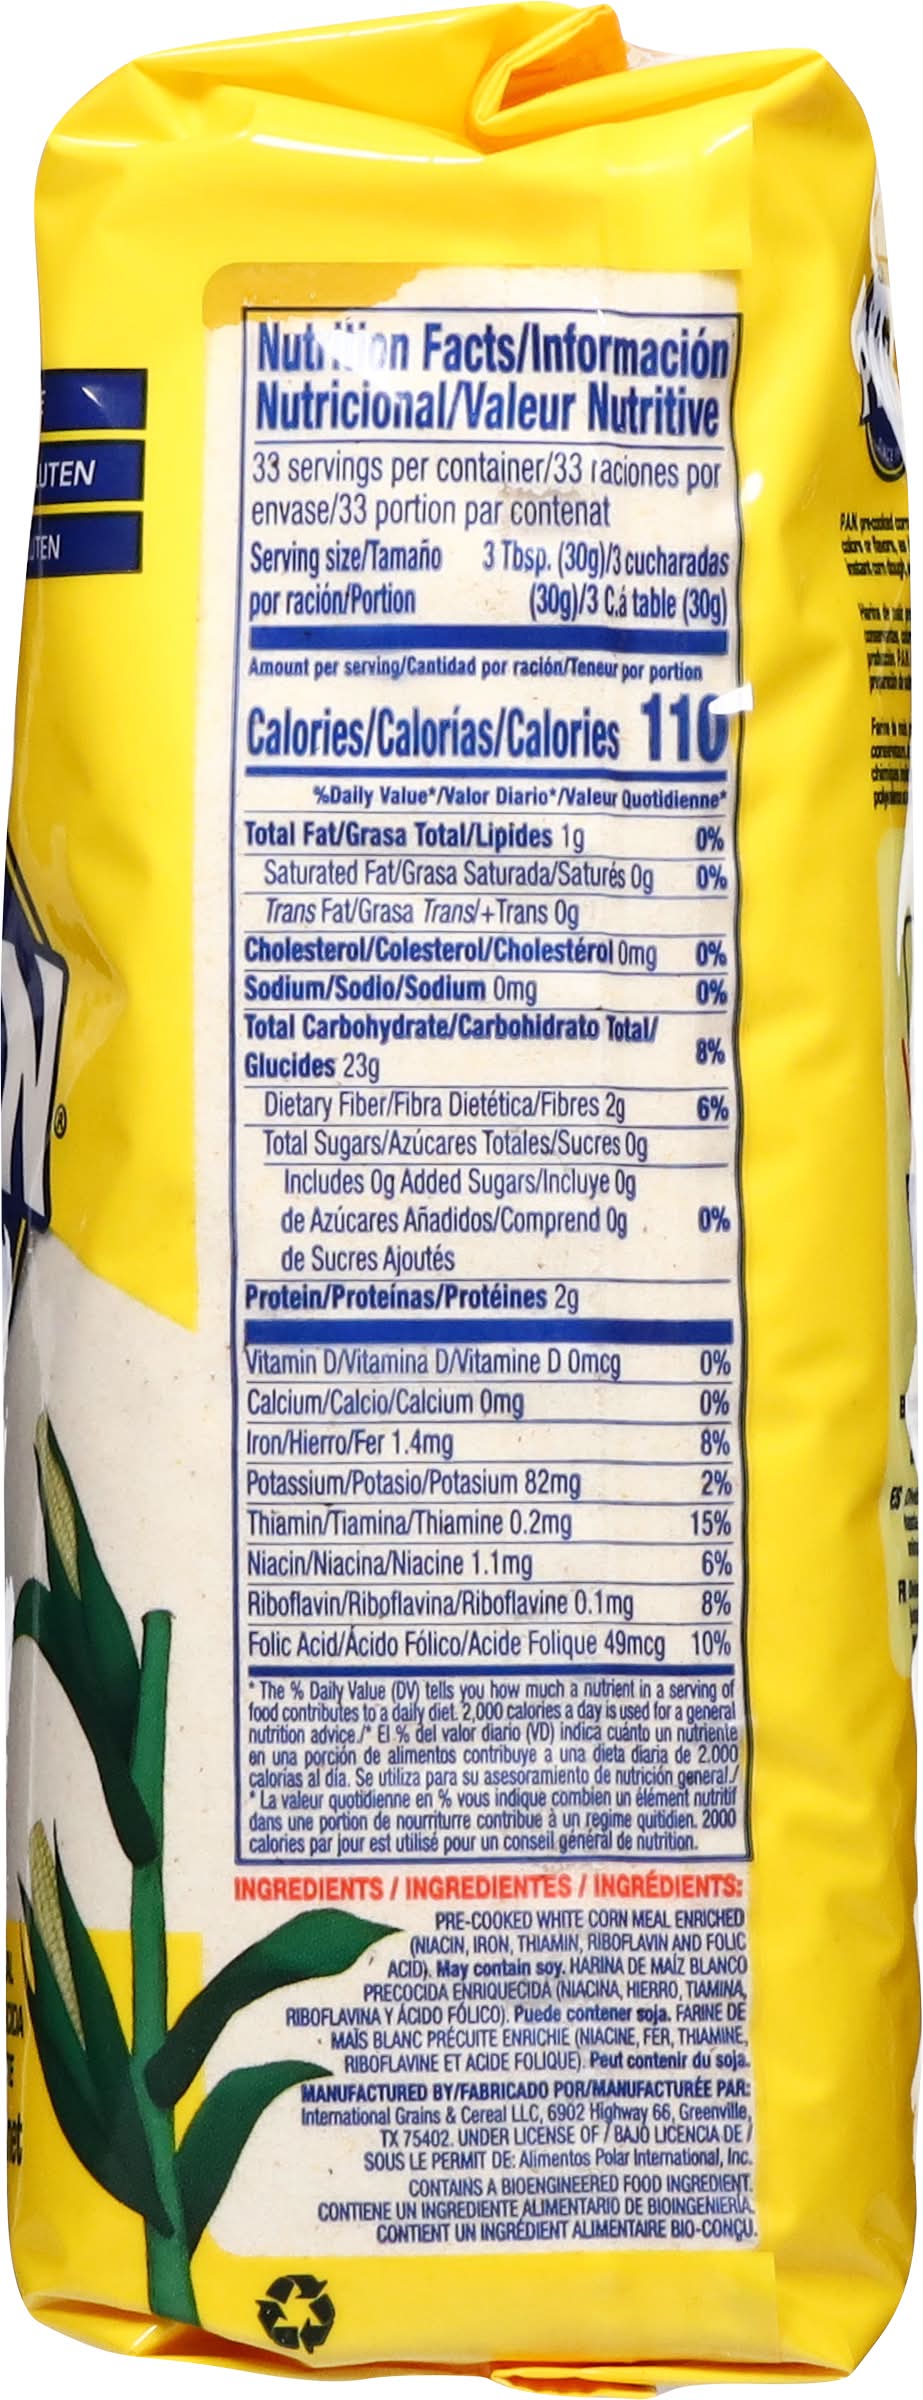 UTEN
UTEN
Nutrition Facts/Información
Nutricional/Valeur Nutritive
33 servings per container/33 raciones por
envase/33 portion par contenat
Serving size/Tamaño 3 Tbsp. (30g)/3 cucharadas
por ración/Portion (30g)/3 C.á table (30g)
Amount per serving/Cantidad por ración/Teneur por portion
Calories/Calorías/Calories 110
%Daily Value*/Valor Diario*/Valeur Quotidienne*
Total Fat/Grasa Total/Lipides 1g 0%
Saturated Fat/Grasa Saturada/Saturés 0g 0%
Trans Fat/Grasa Trans/+Trans 0g
Cholesterol/Colesterol/Cholestérol 0mg 0%
Sodium/Sodio/Sodium 0mg 0%
Total Carbohydrate/Carbohidrato Total/
Glucides 23g 8%
Dietary Fiber/Fibra Dietética/Fibres 2g 6%
Total Sugars/Azúcares Totales/Sucres 0g
Includes 0g Added Sugars/Incluye 0g
de Azúcares Añadidos/Comprend 0g 0%
de Sucres Ajoutés
Protein/Proteínas/Protéines 2g
Vitamin D/Vitamina D/Vitamine D 0mcg 0%
Calcium/Calcio/Calcium 0mg 0%
Iron/Hierro/Fer 1.4mg 8%
Potassium/Potasio/Potasium 82mg 2%
Thiamin/Tiamina/Thiamine 0.2mg 15%
Niacin/Niacina/Niacine 1.1mg 6%
Riboflavin/Riboflavina/Riboflavine 0.1mg 8%
Folic Acid/Ácido Fólico/Acide Folique 49mcg 10%
* The % Daily Value (DV) tells you how much a nutrient in a serving of
food contributes to a daily diet. 2,000 calories a day is used for a general
nutrition advice./* El % del valor diario (VD) indica cuánto un nutriente
en una porción de alimentos contribuye a una dieta diaria de 2.000
calorías al día. Se utiliza para su asesoramiento de nutrición general./
* La valeur quotidienne en % vous indique combien un élément nutritif
dans une portion de nourriturre contribue à un regime quitidien. 2000
calories par jour est utilisé pour un conseil général de nutrition.
INGREDIENTS / INGREDIENTES / INGRÉDIENTS:
PRE-COOKED WHITE CORN MEAL ENRICHED
(NIACIN, IRON, THIAMIN, RIBOFLAVIN AND FOLIC
ACID). May contain soy. HARINA DE MAÍZ BLANCO
PRECOCIDA ENRIQUECIDA (NIACINA, HIERRO, TIAMINA,
RIBOFLAVINA Y ÁCIDO FÓLICO). Puede contener soja. FARINE DE
MAÏS BLANC PRÉCUITE ENRICHIE (NIACINE, FER, THIAMINE,
RIBOFLAVINE ET ACIDE FOLIQUE). Peut contenir du soja.
MANUFACTURED BY/FABRICADO POR/MANUFACTURÉE PAR:
International Grains & Cereal LLC, 6902 Highway 66, Greenville,
TX 75402. UNDER LICENSE OF / BAJO LICENCIA DE /
SOUS LE PERMIT DE: Alimentos Polar International, Inc.
CONTAINS A BIOENGINEERED FOOD INGREDIENT.
CONTIENE UN INGREDIENTE ALIMENTARIO DE BIOINGENIERÍA.
CONTIENT UN INGRÉDIENT ALIMENTAIRE BIO-CONÇU.
N ®
P.A.N. pre-cooked corn
ES
FR